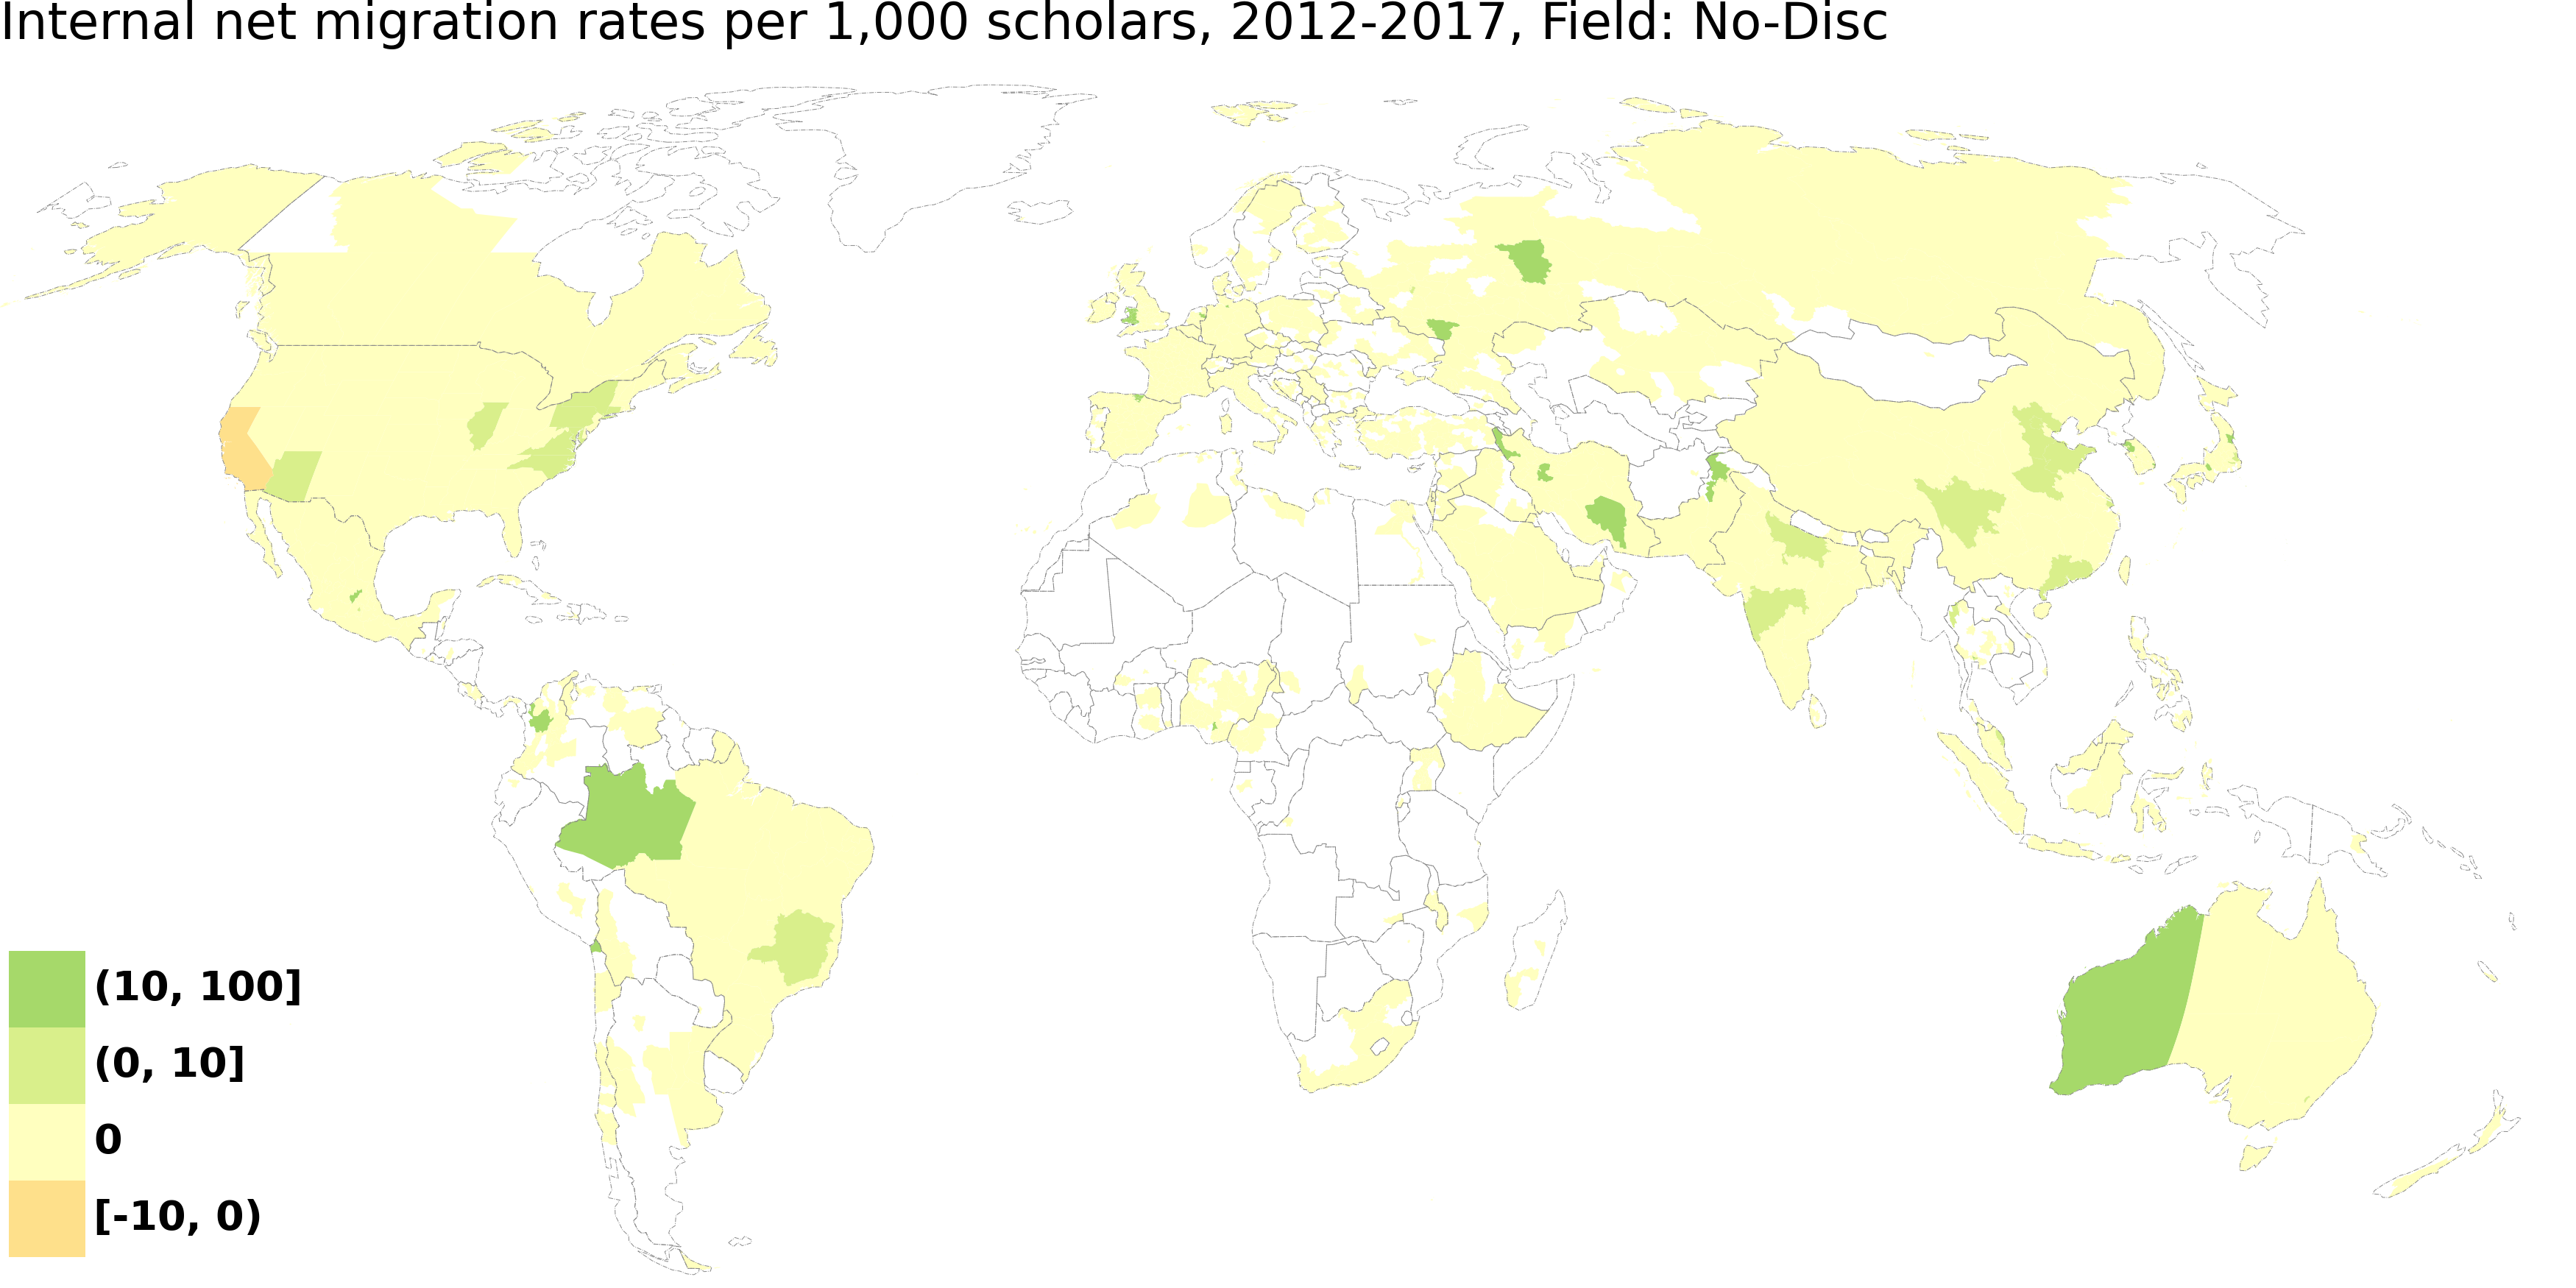 Internal net migration rates per 1,000 scholars, 2012-2017, Field: No-Disc
(10, 100]
(0, 10]
0
[-10, 0)